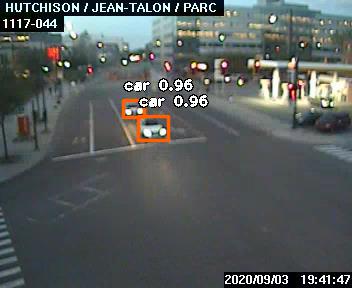 HUTCHISON / JEAN-TALON / PARC
1117-044
car 0.96
car 0.96
2020/09/03 19:41:47